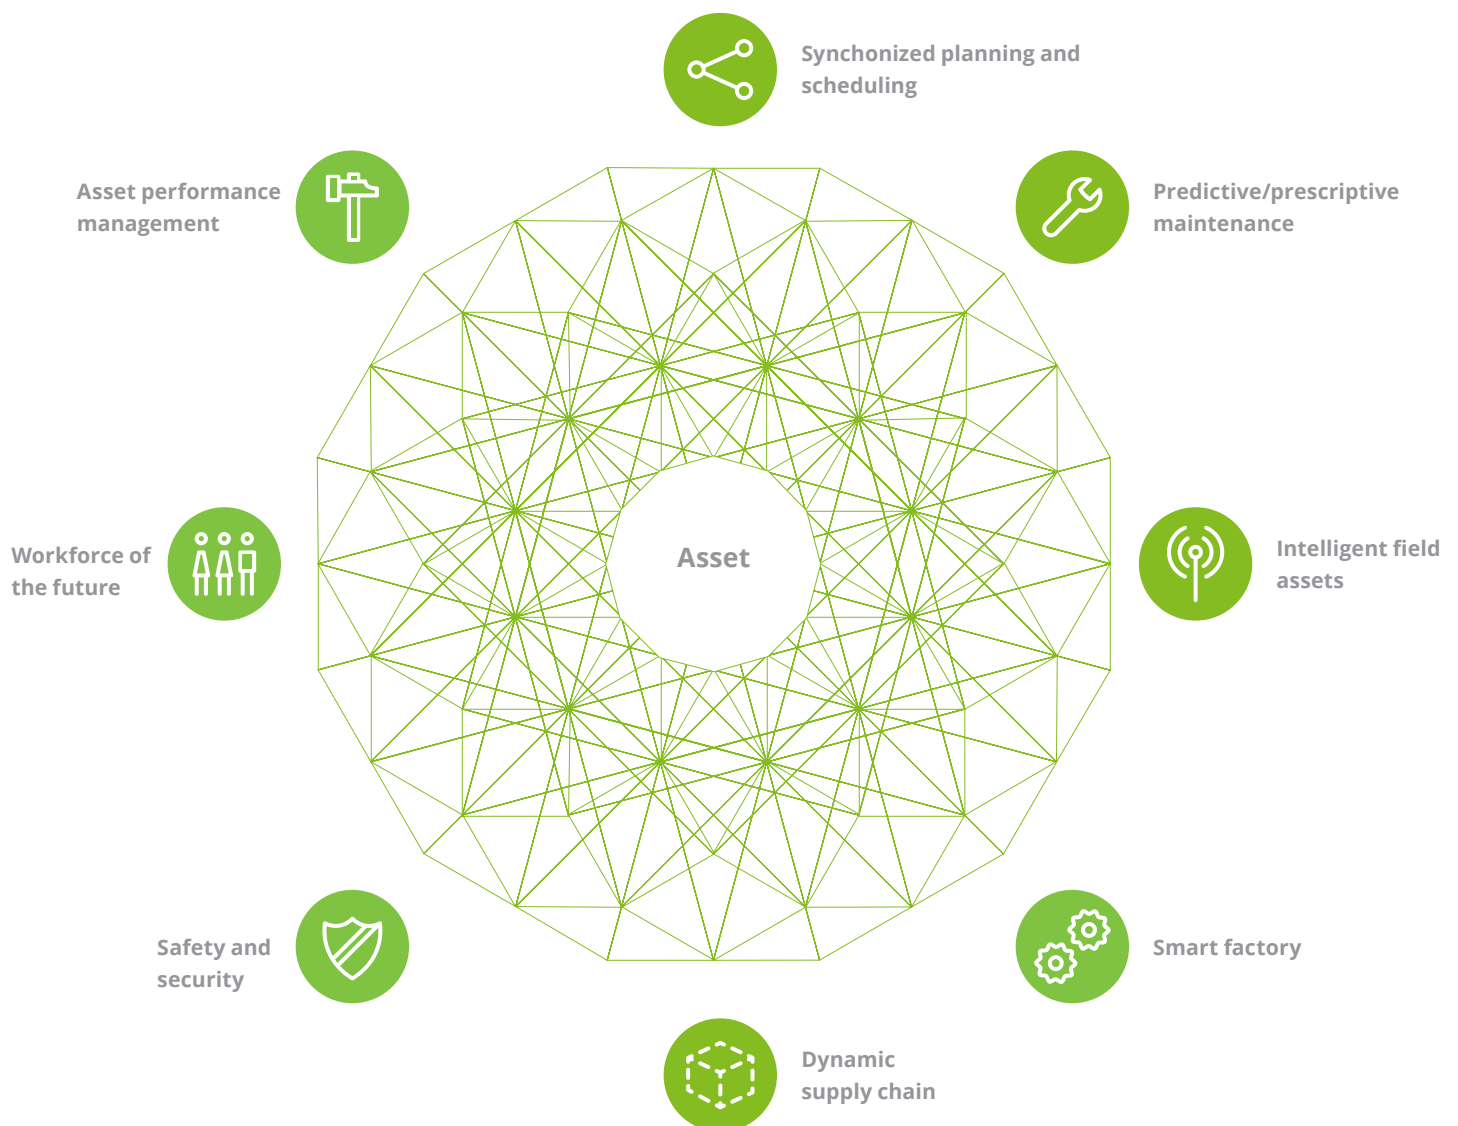 Synchonized planning and
scheduling
Asset performance
management
Predictive/prescriptive
maintenance
Workforce of
the future
Asset
Intelligent field
assets
Safety and
security
Smart factory
Dynamic
supply chain